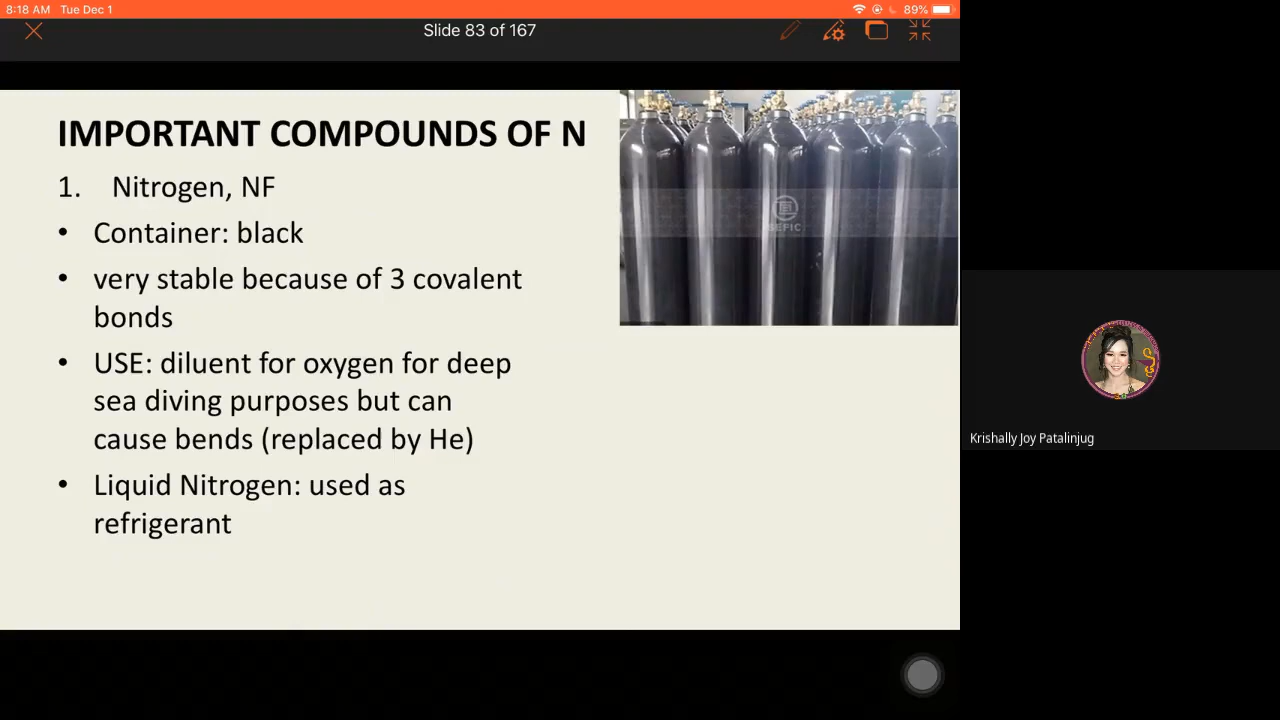 8:18 AM Tue Dec 1
89%
Slide 83 of 167
IMPORTANT COMPOUNDS OF N
1. Nitrogen, NF
• Container: black
• very stable because of 3 covalent
bonds
• USE: diluent for oxygen for deep
sea diving purposes but can
cause bends (replaced by He)
• Liquid Nitrogen: used as
refrigerant
SEFIC
Krishally Joy Patalinjug